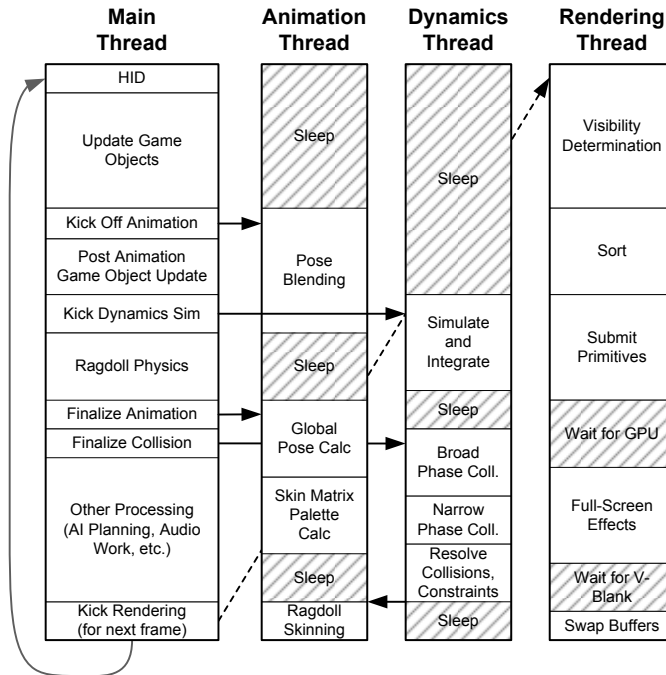 Main
Thread
Animation
Thread
Dynamics
Thread
Rendering
Thread
HID
Update Game
Objects
Kick Off Animation
Post Animation
Game Object Update
Kick Dynamics Sim
Ragdoll Physics
Finalize Animation
Finalize Collision
Other Processing
(AI Planning, Audio
Work, etc.)
Kick Rendering
(for next frame)
Sleep
Pose
Blending
Sleep
Global
Pose Calc
Skin Matrix
Palette
Calc
Sleep
Ragdoll
Skinning
Sleep
Simulate
and
Integrate
Sleep
Broad
Phase Coll.
Narrow
Phase Coll.
Resolve
Collisions,
Constraints
Sleep
Visibility
Determination
Sort
Submit
Primitives
Wait for GPU
Full-Screen
Effects
Wait for V-
Blank
Swap Buffers